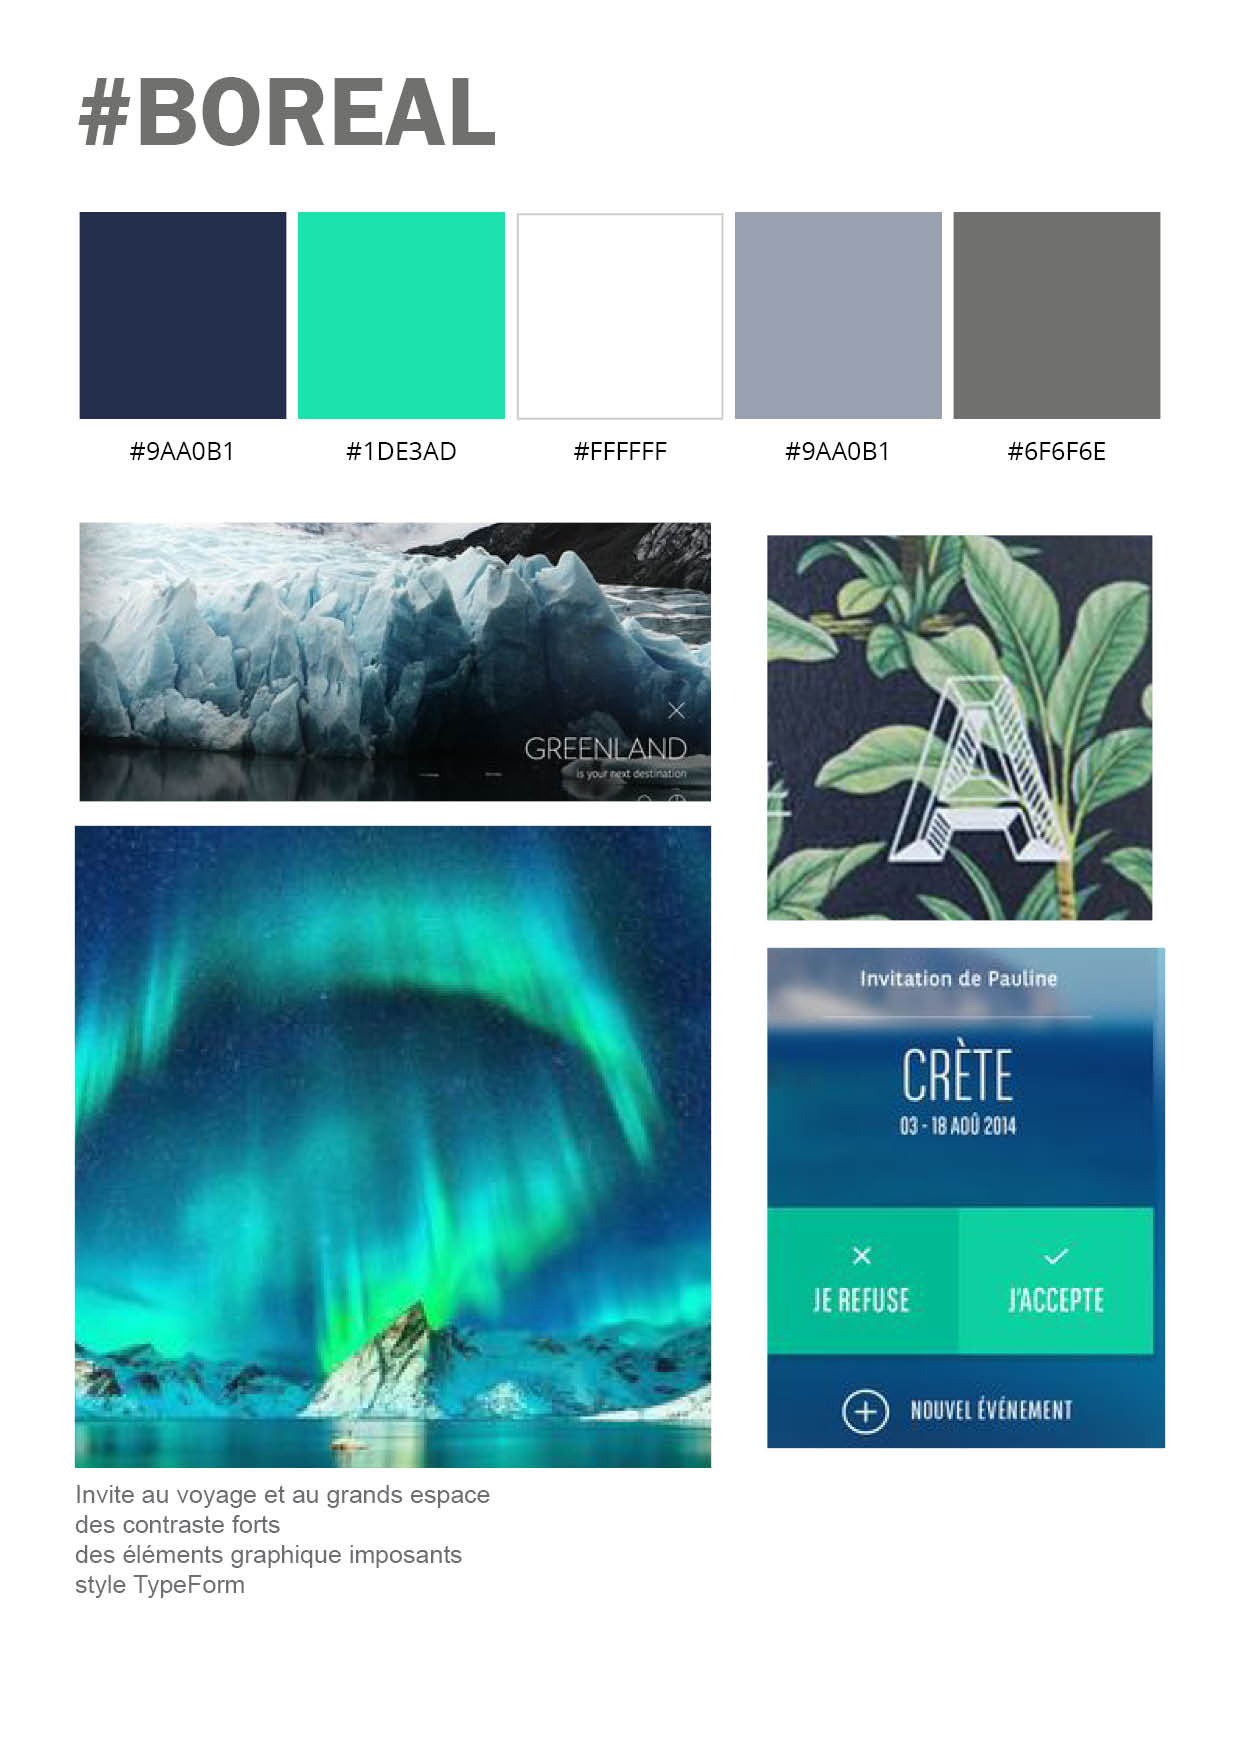 #BOREAL
#9AA0B1
#1DE3AD
#FFFFFF
#9AA0B1
#6F6F6E
GREENLAND
is your next destination
A
Invitation de Pauline
CRÈTE
03 - 18 AOÛ 2014
JE REFUSE
J'ACCEPTE
NOUVEL ÉVÉNEMENT
Invite au voyage et au grands espace
des contraste forts
des éléments graphique imposants
style TypeForm